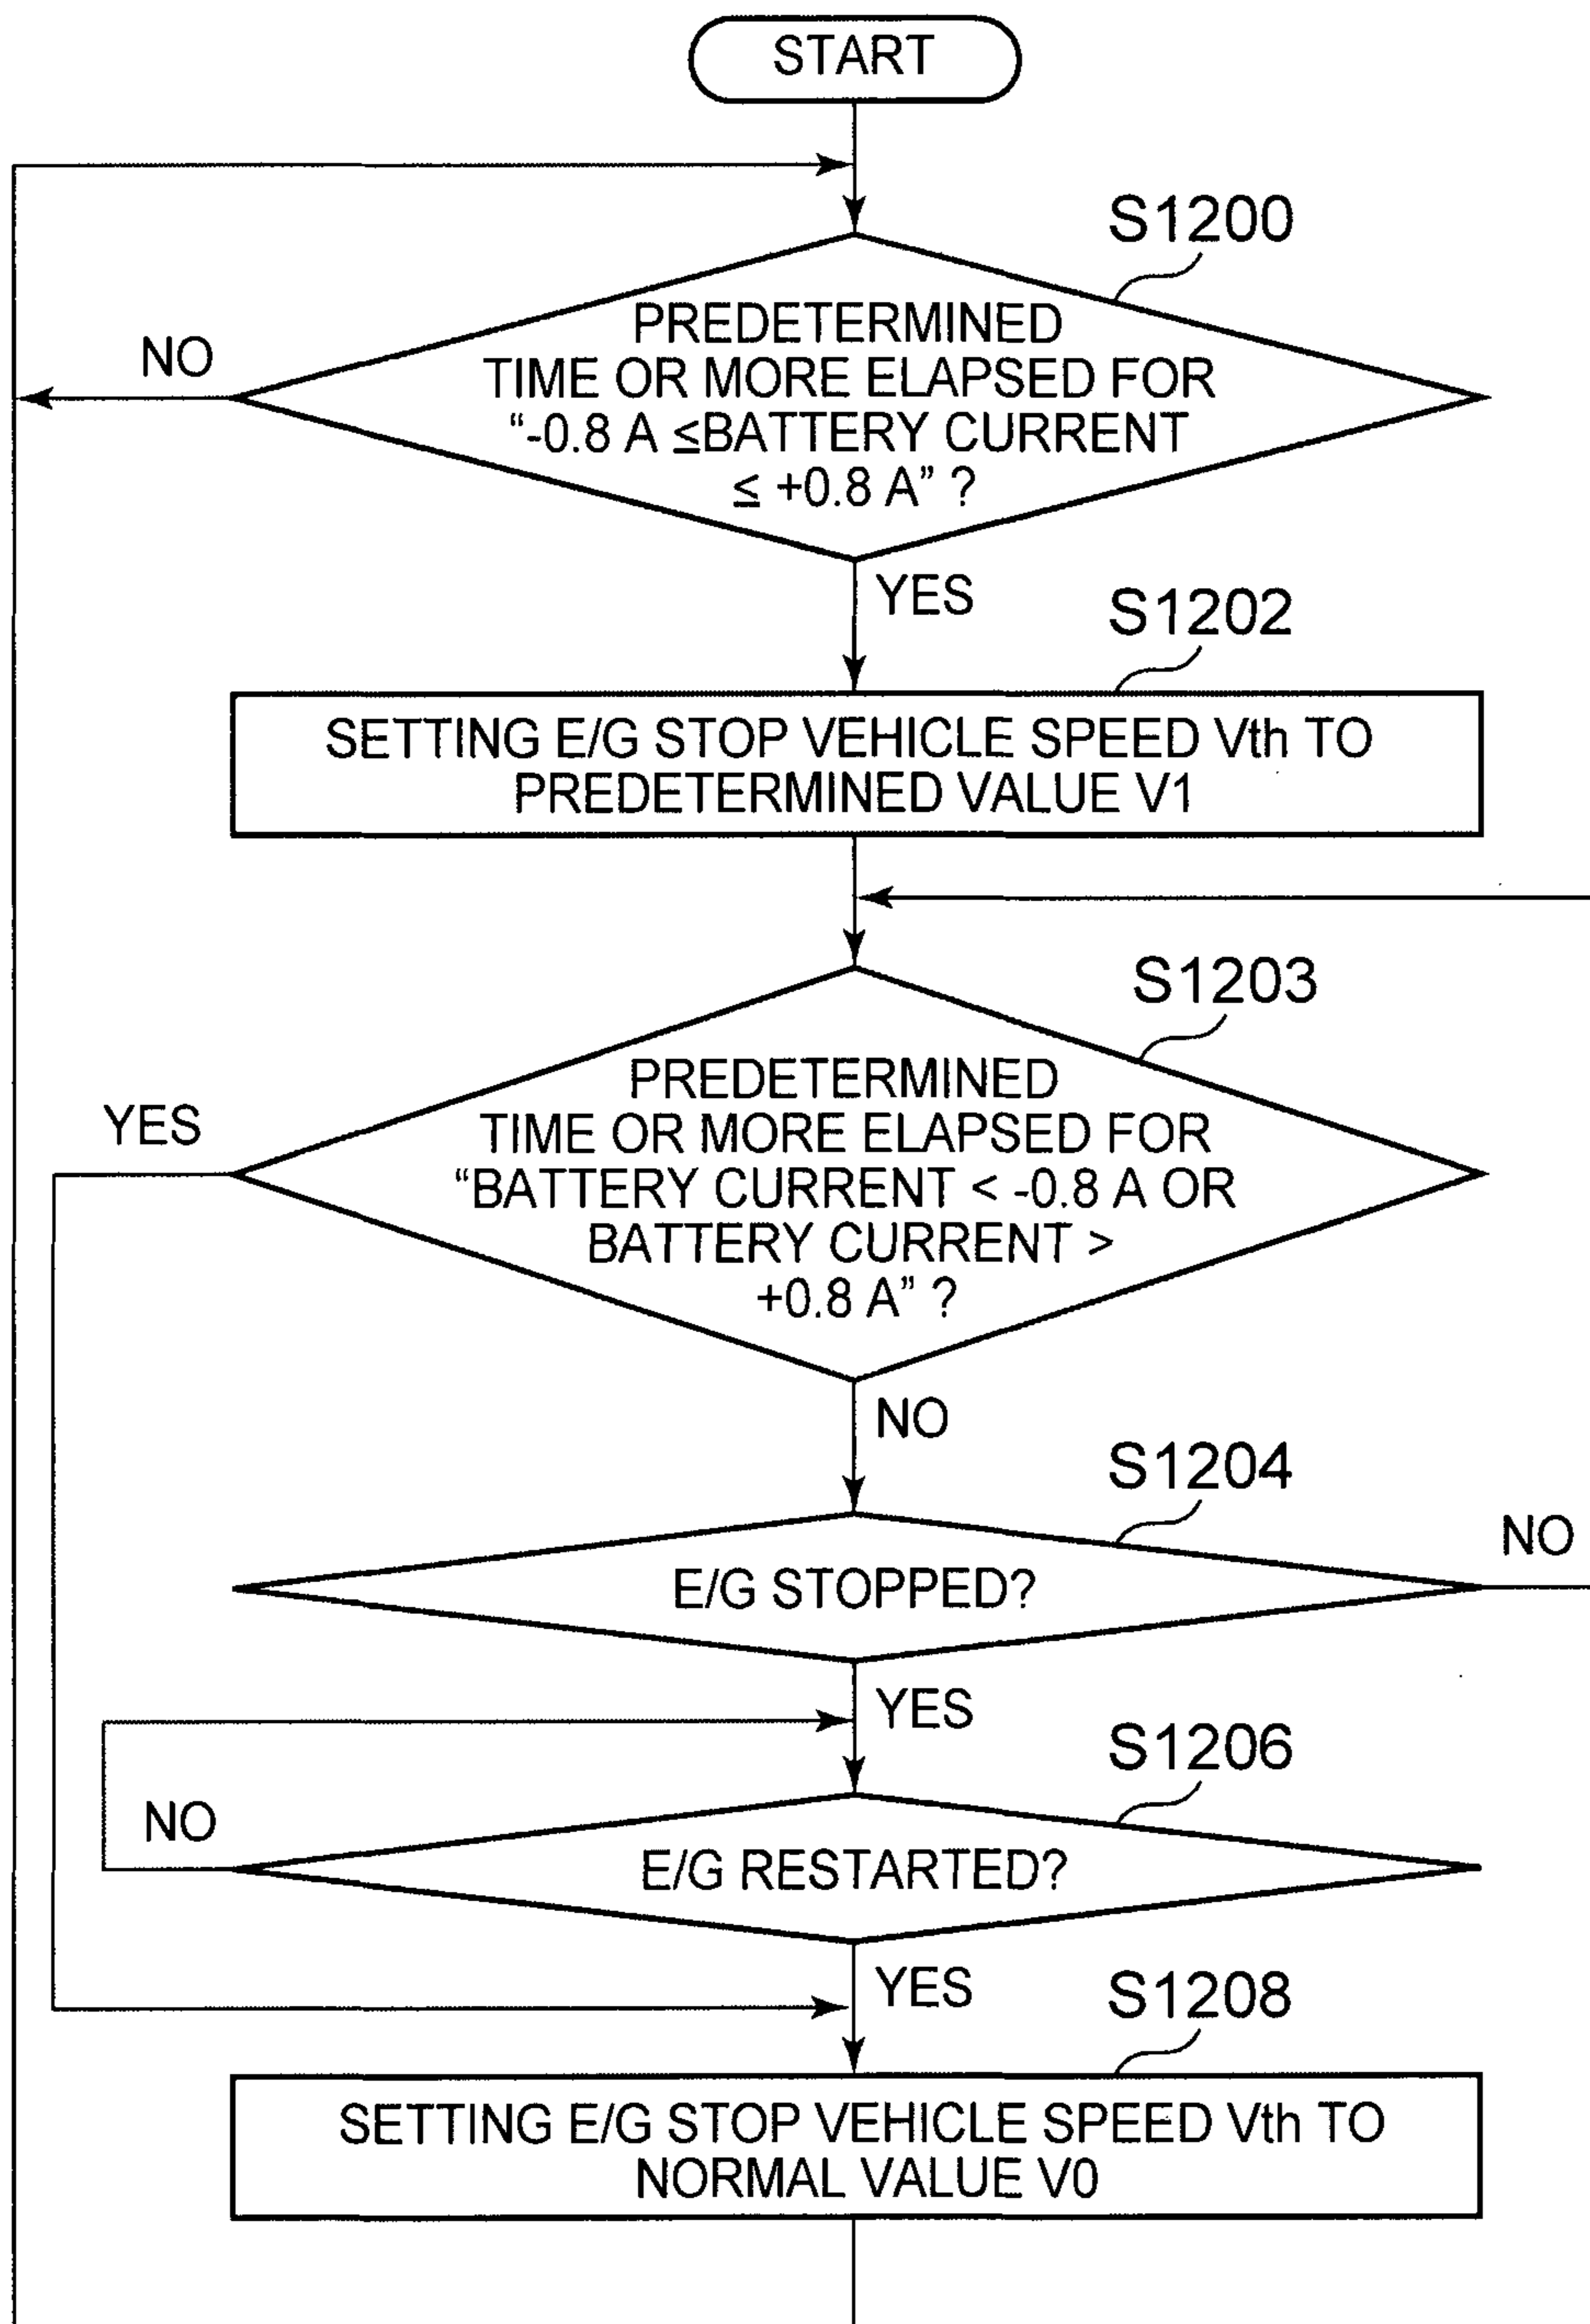 START
S1200
NO
PREDETERMINED
TIME OR MORE ELAPSED FOR
“-0.8 A ≤BATTERY CURRENT
≤ +0.8 A” ?
YES
S1202
SETTING E/G STOP VEHICLE SPEED Vth TO
PREDETERMINED VALUE V1
S1203
YES
PREDETERMINED
TIME OR MORE ELAPSED FOR
“BATTERY CURRENT < -0.8 A OR
BATTERY CURRENT >
+0.8 A” ?
NO
S1204
NO
E/G STOPPED?
YES
S1206
NO
E/G RESTARTED?
YES
S1208
SETTING E/G STOP VEHICLE SPEED Vth TO
NORMAL VALUE V0